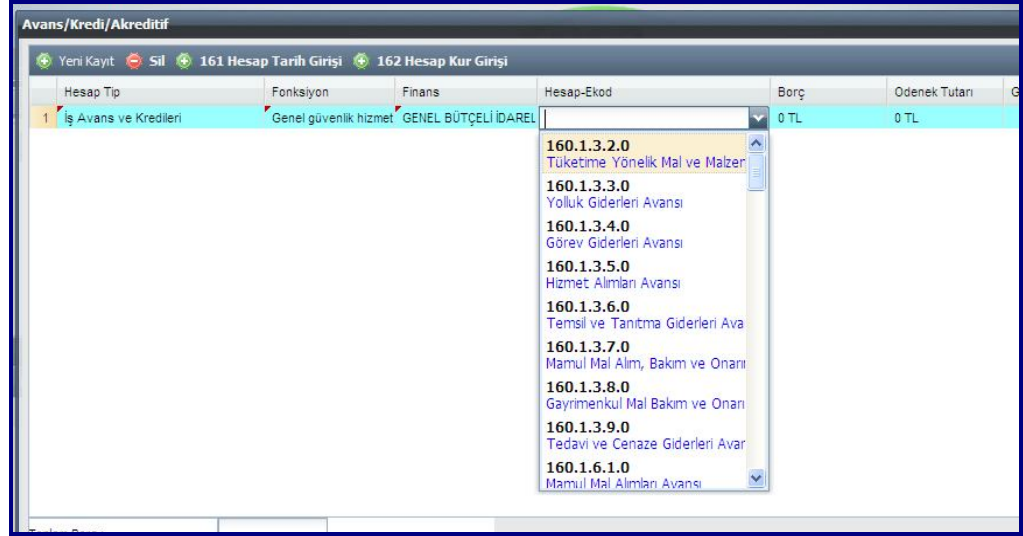 Avans/Kredi/Akreditif
Yeni Kayıt Sil 161 Hesap Tarih Girişi 162 Hesap Kur Girişi
Hesap Tip Fonksiyon Finans Hesap-Ekod Borç Odenek Tutarı G
1 İş Avans ve Kredileri Genel güvenlik hizmet GENEL BÜTÇELİ İDAREL 0 TL 0 TL
160.1.3.2.0
Tüketime Yönelik Mal ve Malzem
160.1.3.3.0
Yolluk Giderleri Avansı
160.1.3.4.0
Görev Giderleri Avansı
160.1.3.5.0
Hizmet Alımları Avansı
160.1.3.6.0
Temsil ve Tanıtma Giderleri Ava
160.1.3.7.0
Mamul Mal Alım, Bakım ve Onarı
160.1.3.8.0
Gayrimenkul Mal Bakım ve Onarı
160.1.3.9.0
Tedavi ve Cenaze Giderleri Avar
160.1.6.1.0
Mamul Mal Alımları Avansı